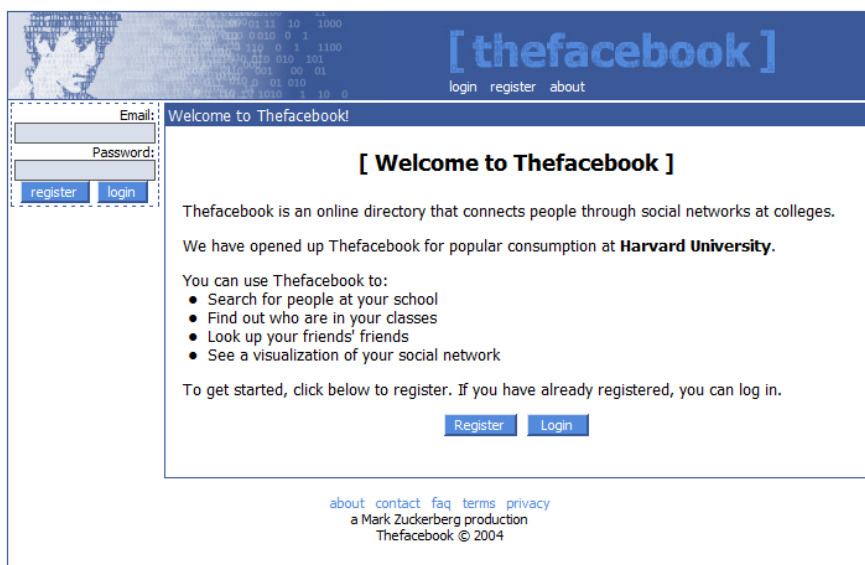 [ thefacebook ]
login register about
Email:
Password:
register login
Welcome to Thefacebook!
[ Welcome to Thefacebook ]
Thefacebook is an online directory that connects people through social networks at colleges.
We have opened up Thefacebook for popular consumption at Harvard University.
You can use Thefacebook to:
• Search for people at your school
• Find out who are in your classes
• Look up your friends' friends
• See a visualization of your social network
To get started, click below to register. If you have already registered, you can log in.
Register Login
about contact faq terms privacy
a Mark Zuckerberg production
Thefacebook © 2004